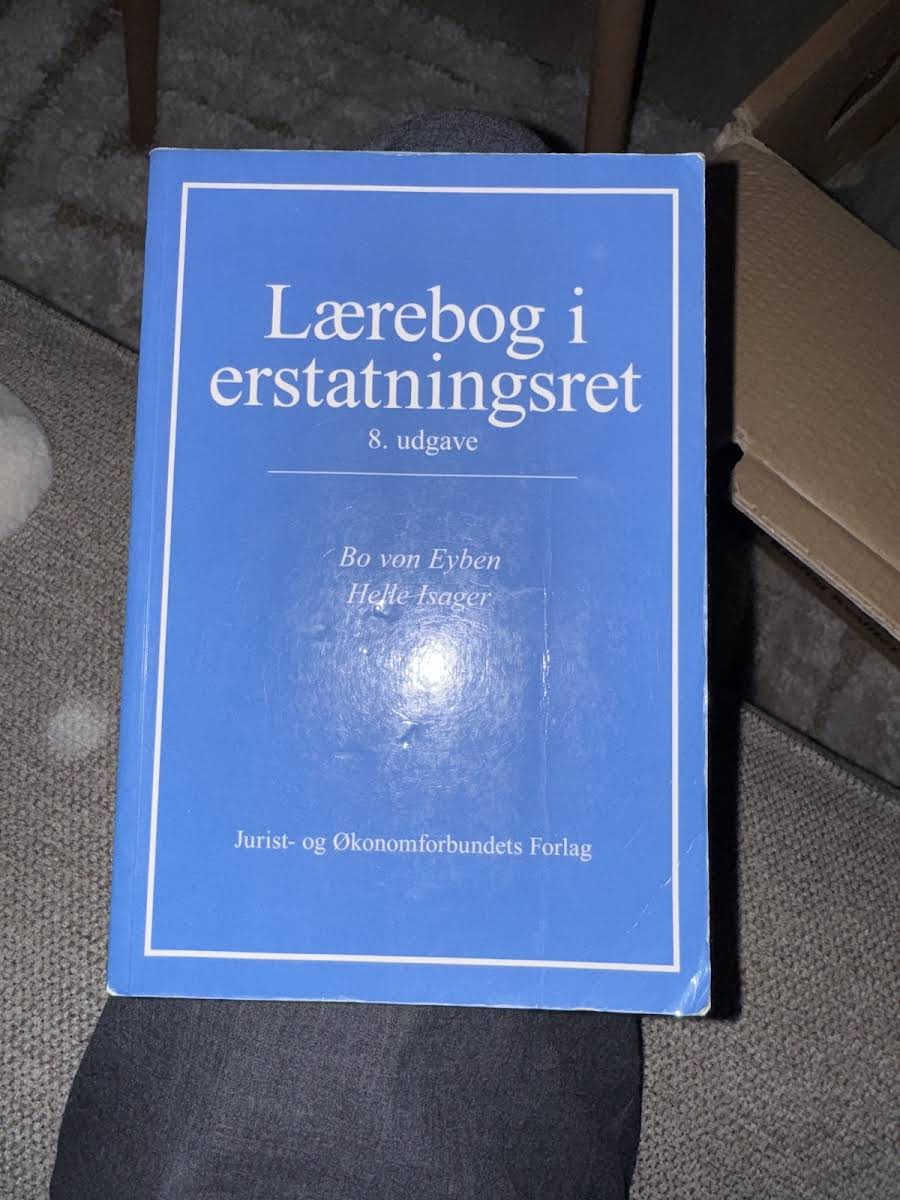 Lærebog i
erstatningsret
8. udgave
Bo von Eyben
Helle Isager
Jurist- og Økonomforbundets Forlag